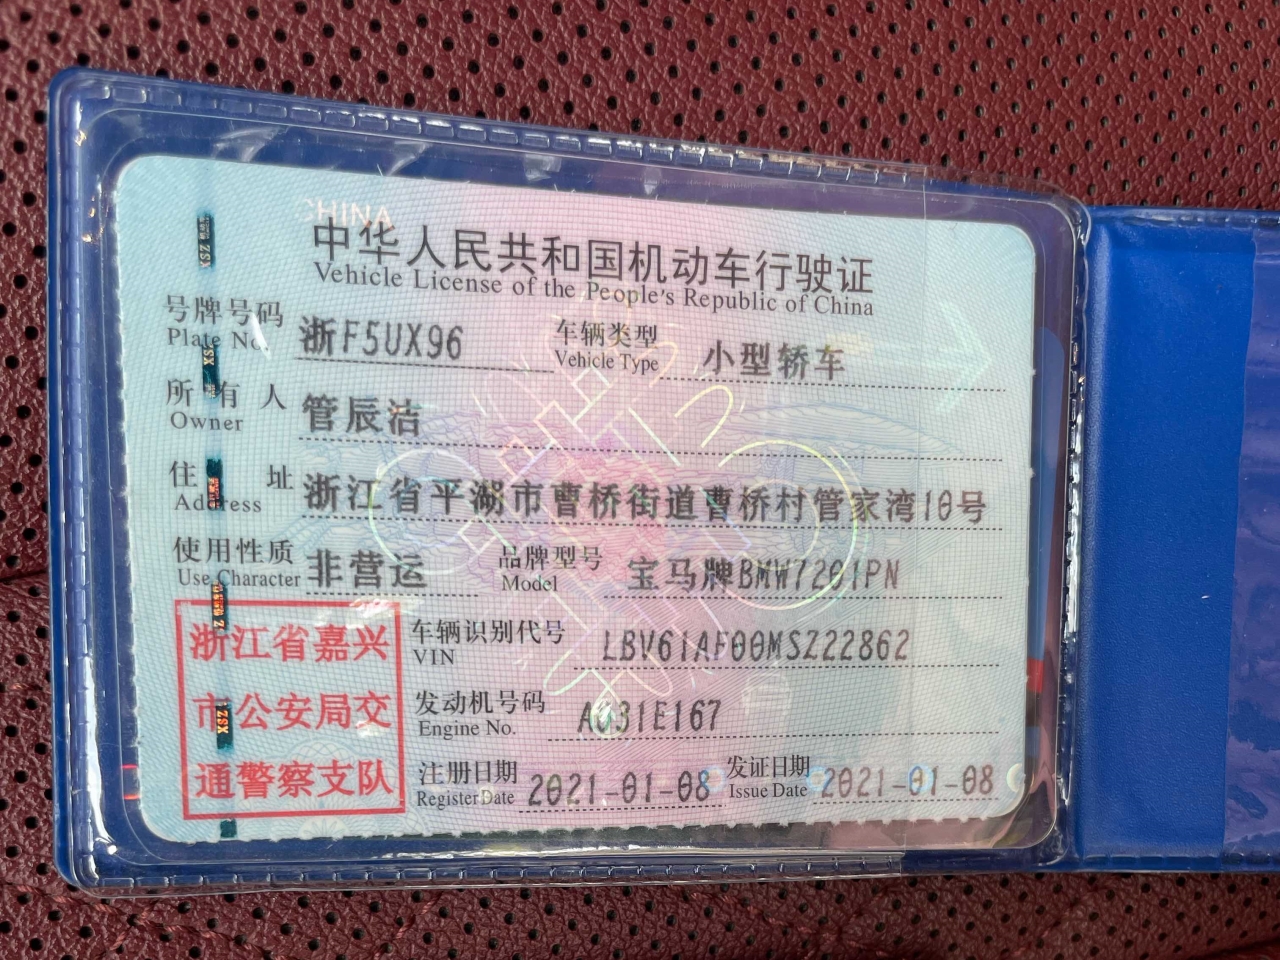 CHINA
中华人民共和国机动车行驶证
Vehicle License of the People's Republic of China
号牌号码 浙F5UX96 车辆类型 小型轿车
Plate No. Vehicle Type
所有人 管辰洁
Owner
住址 浙江省平湖市曹桥街道曹桥村管家湾10号
Address
使用性质 非营运 品牌型号 宝马牌BMW7201PN
Use Character Model
车辆识别代号 LBV61AF00MSZ22862
VIN
发动机号码 A031E167
Engine No.
注册日期 2021-01-08 发证日期 2021-01-08
Register Date Issue Date
浙江省嘉兴
市公安局交
通警察支队